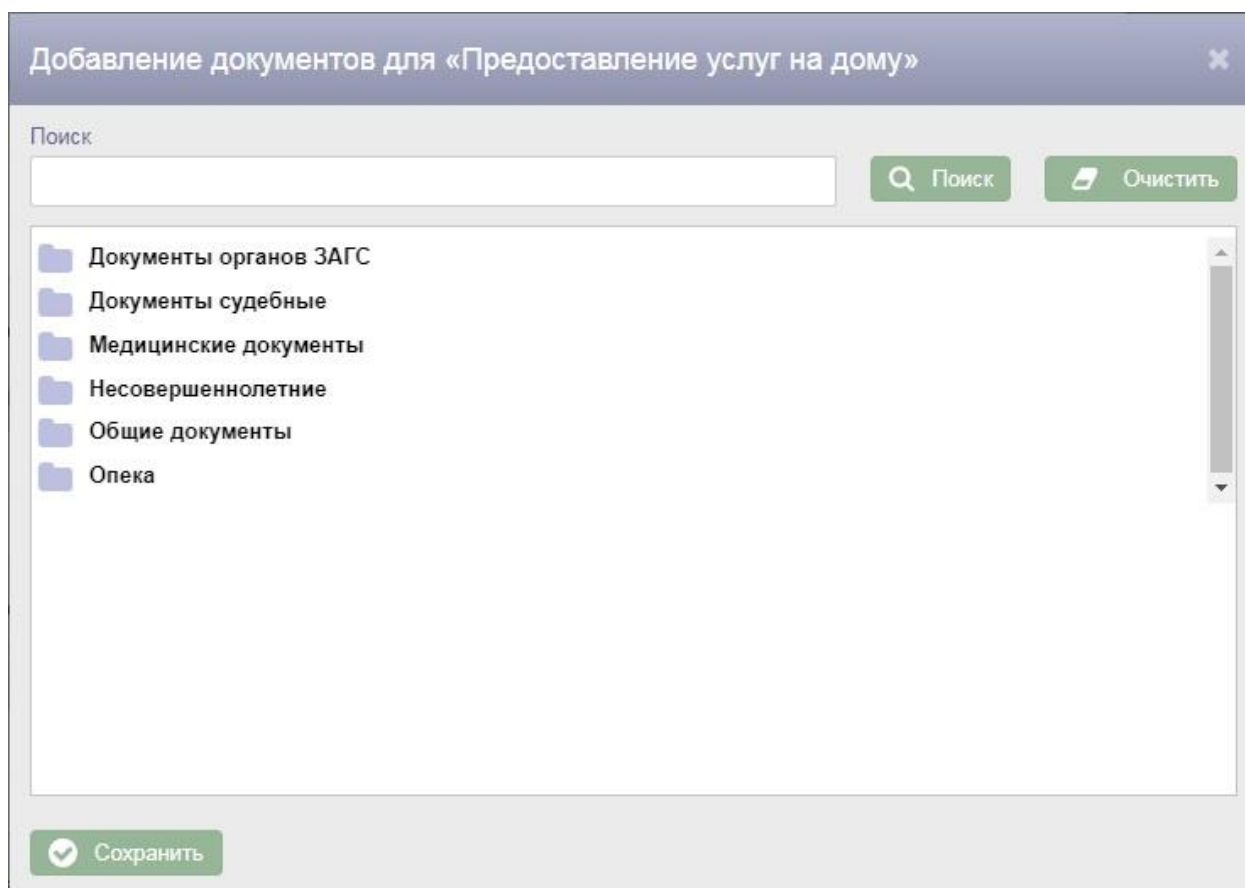 Добавление документов для «Предоставление услуг на дому»
Поиск
Поиск
Очистить
Документы органов ЗАГС
Документы судебные
Медицинские документы
Несовершеннолетние
Общие документы
Опека
Сохранить